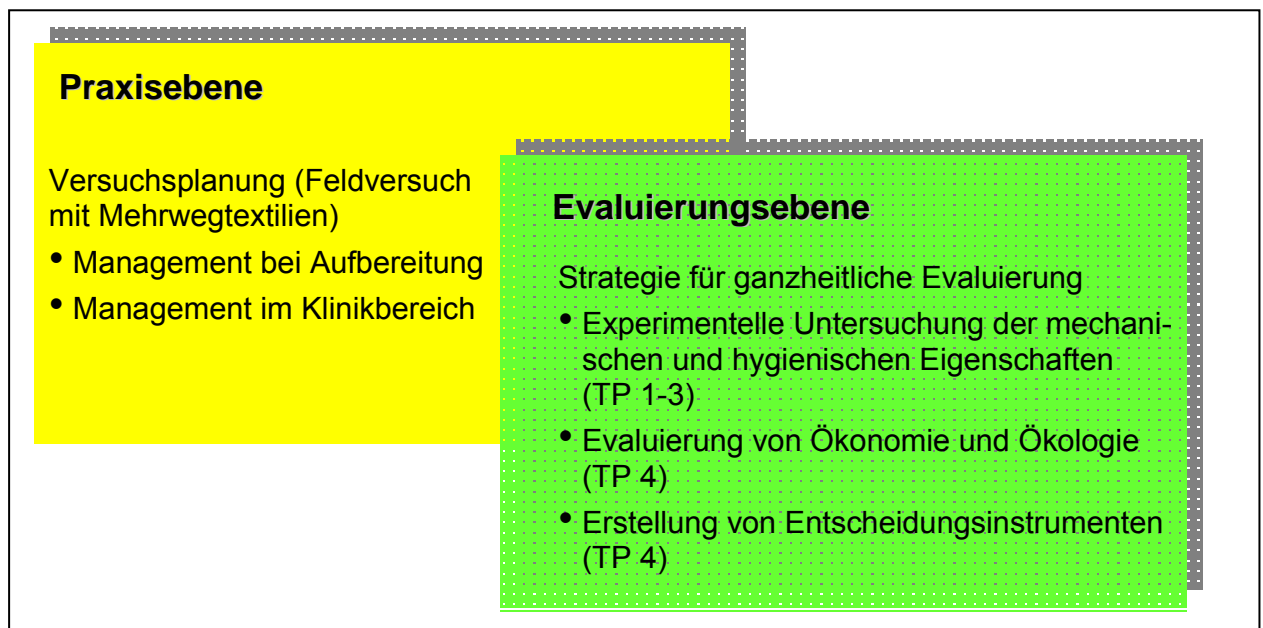 Praxisebene
Versuchsplanung (Feldversuch
mit Mehrwegtextilien)
• Management bei Aufbereitung
• Management im Klinikbereich
Evaluierungsebene
Strategie für ganzheitliche Evaluierung
• Experimentelle Untersuchung der mechani-
schen und hygienischen Eigenschaften
(TP 1-3)
• Evaluierung von Ökonomie und Ökologie
(TP 4)
• Erstellung von Entscheidungsinstrumenten
(TP 4)